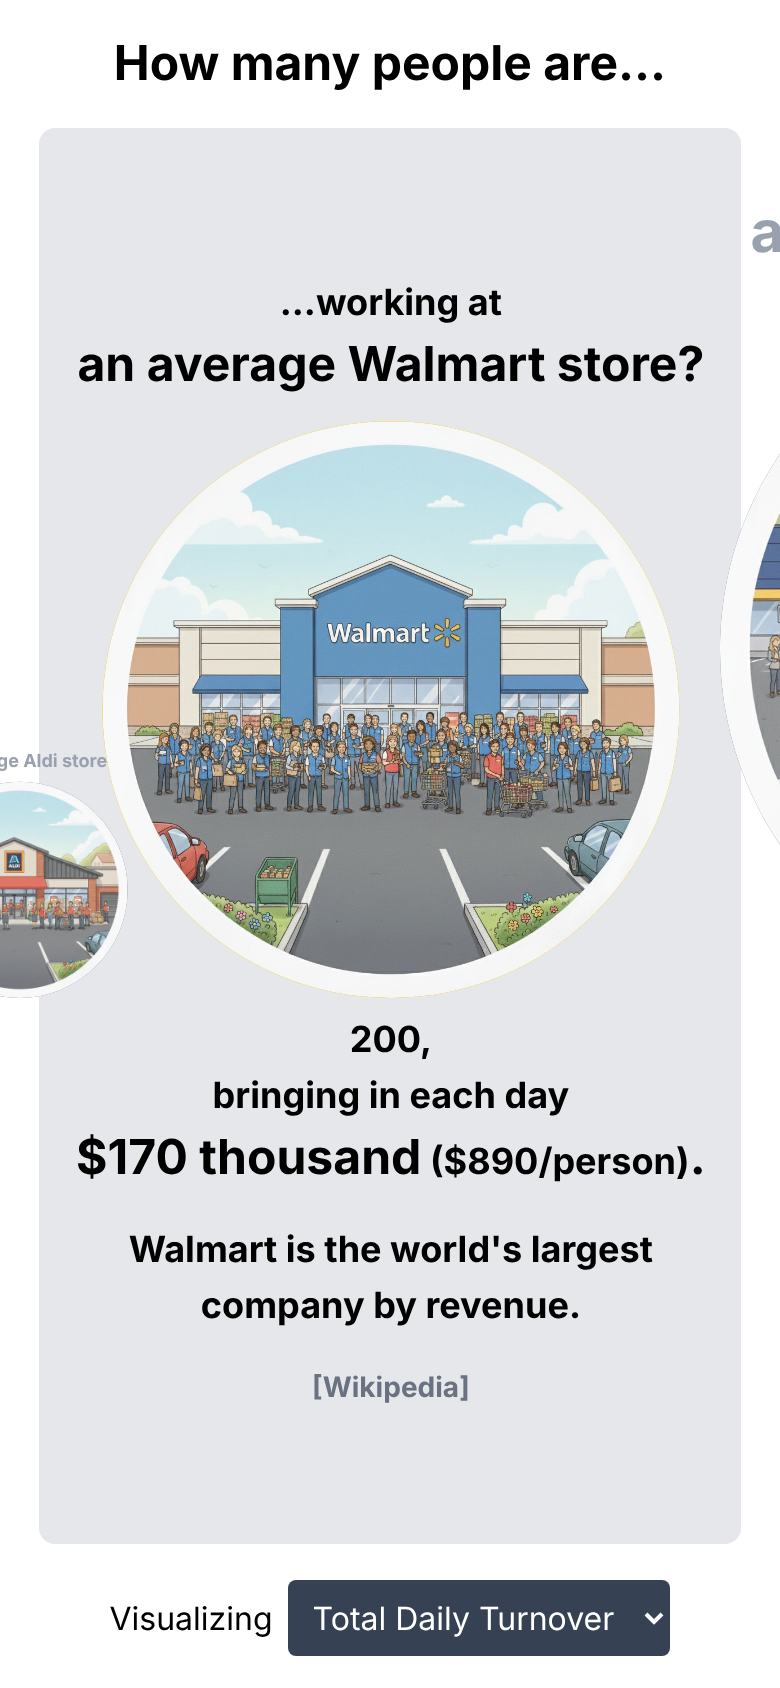 How many people are...
a
...working at
an average Walmart store?
Walmart
ge Aldi store
ALDI
200,
bringing in each day
$170 thousand ($890/person).
Walmart is the world's largest
company by revenue.
[Wikipedia]
Visualizing Total Daily Turnover